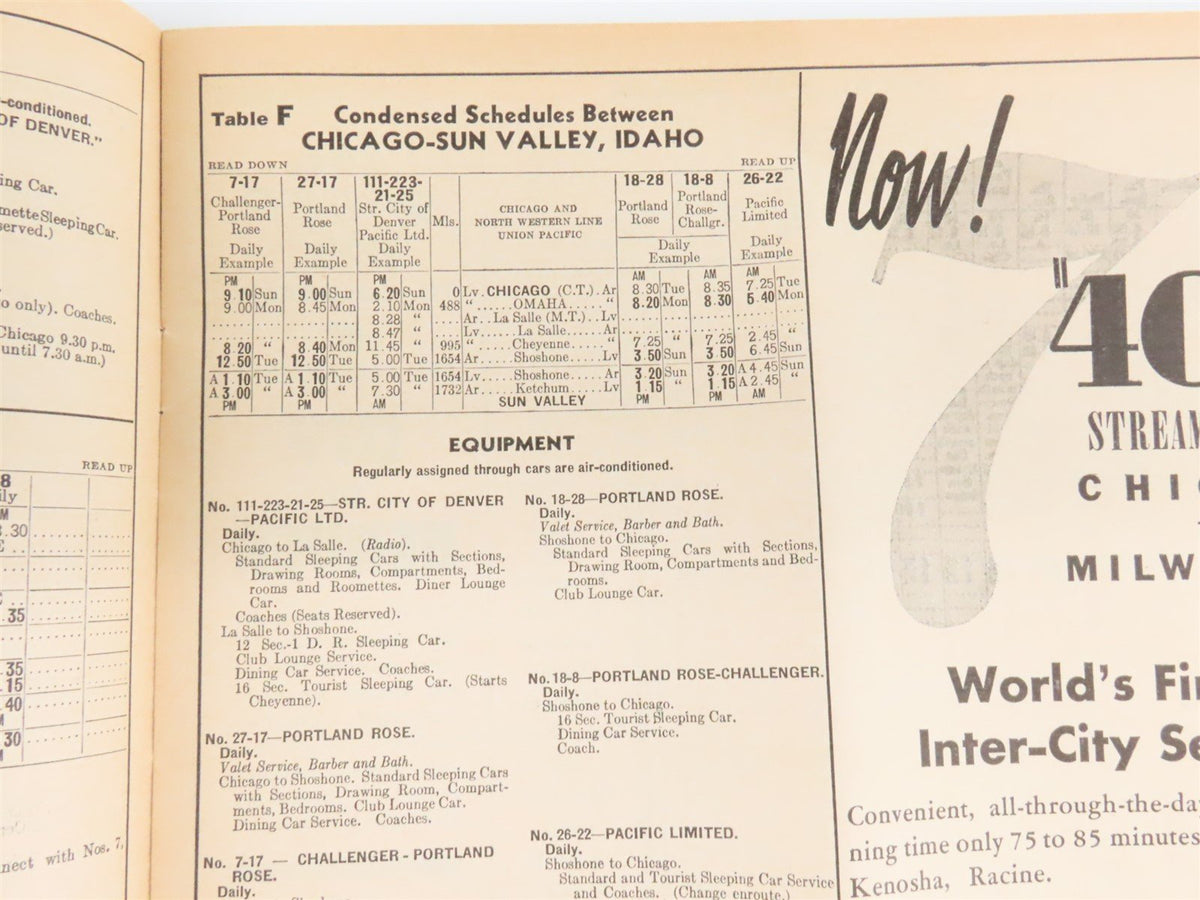 -conditioned.
OF DENVER."
ing Car.
mette Sleeping Car.
served.)
o only). Coaches.
Chicago 9.30 p.m.
until 7.30 a.m.)
READ UP
8
ily
M
.30
35
.35
.15
.40
M
30
nnect with Nos. 7,
Table F Condensed Schedules Between
CHICAGO-SUN VALLEY, IDAHO
READ DOWN READ UP
7-17 27-17 111-223-21-25 18-28 18-8 26-22
Challenger-Portland Rose Portland Rose Str. City of Denver Pacific Ltd. Mls. CHICAGO AND NORTH WESTERN LINE UNION PACIFIC Portland Rose Portland Rose-Challgr. Pacific Limited
Daily Example Daily Example Daily Example Daily Example Daily Example
PM PM PM AM AM AM
9.10 Sun 9.00 Sun 6.20 Sun 0 Lv. CHICAGO (C.T.) Ar 8.30 Tue 8.35 7.25 Tue
9.00 Mon 8.45 Mon 2.10 Mon 488 " ..... OMAHA ..... " 8.20 Mon 8.30 5.40 Mon
........ ........ 8.28 " Ar..La Salle (M.T.)..Lv ........ ........
........ ........ 8.47 " Lv.....La Salle....Ar ........ ........
8.20 " 8.40 Mon 11.45 " 995 " .....Cheyenne..... " 7.25 " 7.25 2.45 "
12.50 Tue 12.50 Tue 5.00 Tue 1654 Ar.....Shoshone.....Lv 3.50 Sun 3.50 6.45 Sun
A 1.10 Tue A 1.10 Tue 5.00 Tue 1654 Lv.....Shoshone.....Ar 3.20 Sun 3.20 A 4.45 Sun
A 3.00 " A 3.00 " 7.30 " 1732 Ar.....Ketchum.....Lv 1.15 " 1.15 A 2.45 "
PM PM AM SUN VALLEY PM PM AM
EQUIPMENT
Regularly assigned through cars are air-conditioned.
No. 111-223-21-25—STR. CITY OF DENVER
—PACIFIC LTD.
Daily.
Chicago to La Salle. (Radio).
Standard Sleeping Cars with Sections,
Drawing Rooms, Compartments, Bed-
rooms and Roomettes. Diner Lounge
Car.
Coaches (Seats Reserved).
La Salle to Shoshone.
12 Sec.-1 D. R. Sleeping Car.
Club Lounge Service.
Dining Car Service. Coaches.
16 Sec. Tourist Sleeping Car. (Starts
Cheyenne).
No. 27-17—PORTLAND ROSE.
Daily.
Valet Service, Barber and Bath.
Chicago to Shoshone. Standard Sleeping Cars
with Sections, Drawing Room, Compart-
ments, Bedrooms. Club Lounge Car.
Dining Car Service. Coaches.
No. 7-17 — CHALLENGER - PORTLAND
ROSE.
Daily.
No. 18-28—PORTLAND ROSE.
Daily.
Valet Service, Barber and Bath.
Shoshone to Chicago.
Standard Sleeping Cars with Sections,
Drawing Room, Compartments and Bed-
rooms.
Club Lounge Car.
No. 18-8—PORTLAND ROSE-CHALLENGER.
Daily.
Shoshone to Chicago.
16 Sec. Tourist Sleeping Car.
Dining Car Service.
Coach.
No. 26-22—PACIFIC LIMITED.
Daily.
Shoshone to Chicago.
Standard and Tourist Sleeping Car Service
and Coaches. (Change enroute.)
Now!
7
"40
STREAM
CHIC
MILW
World's Fi
Inter-City Se
Convenient, all-through-the-da
ning time only 75 to 85 minutes
Kenosha, Racine.